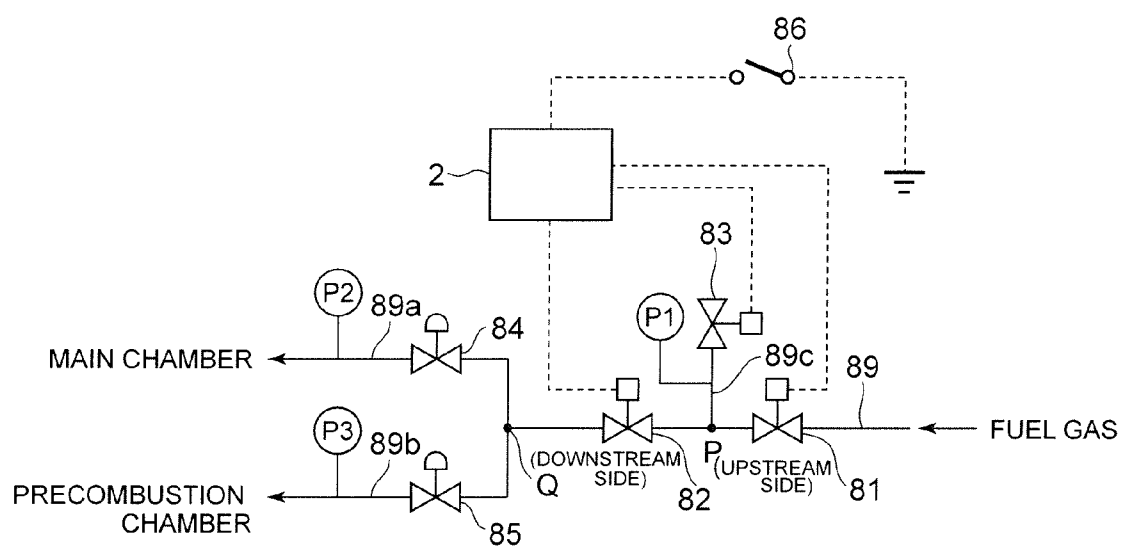 86
2
83
P2
89a
84
P1
MAIN CHAMBER
89c
89
FUEL GAS
P3
89b
P
(DOWNSTREAM
SIDE)
(UPSTREAM
SIDE)
Q
82
81
PRECOMBUSTION
CHAMBER
85